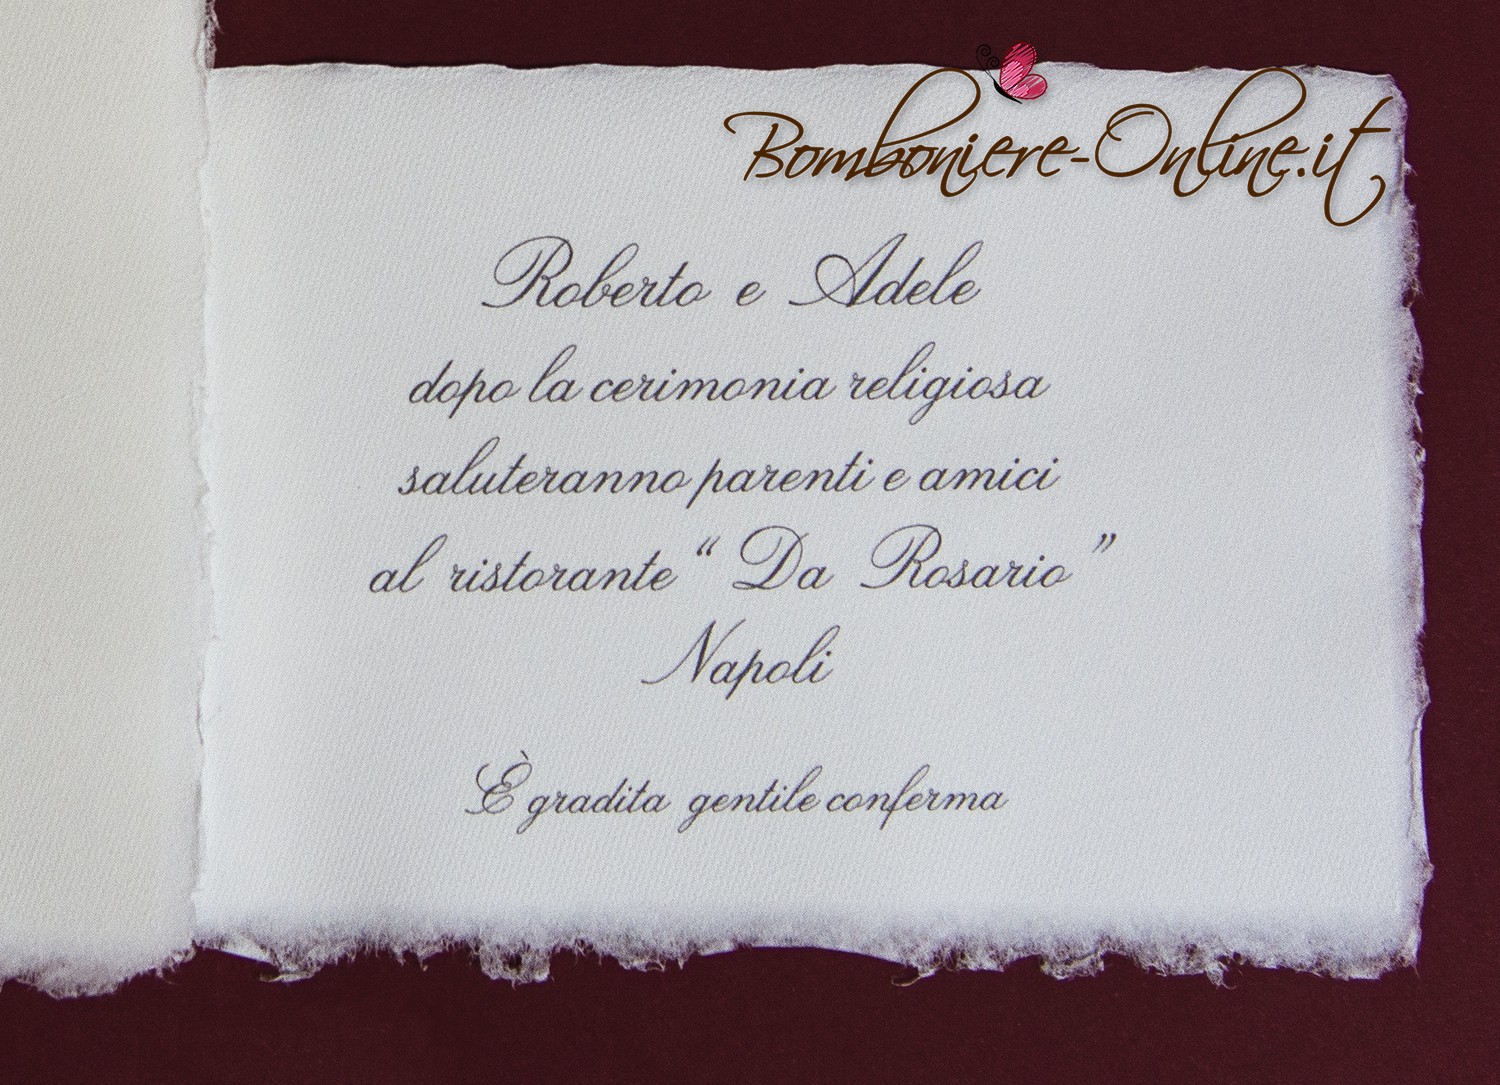 Bomboniere-Online.it
Roberto e Adele
dopo la cerimonia religiosa
saluteranno parenti e amici
al ristorante “ Da Rosario ”
Napoli
È gradita gentile conferma